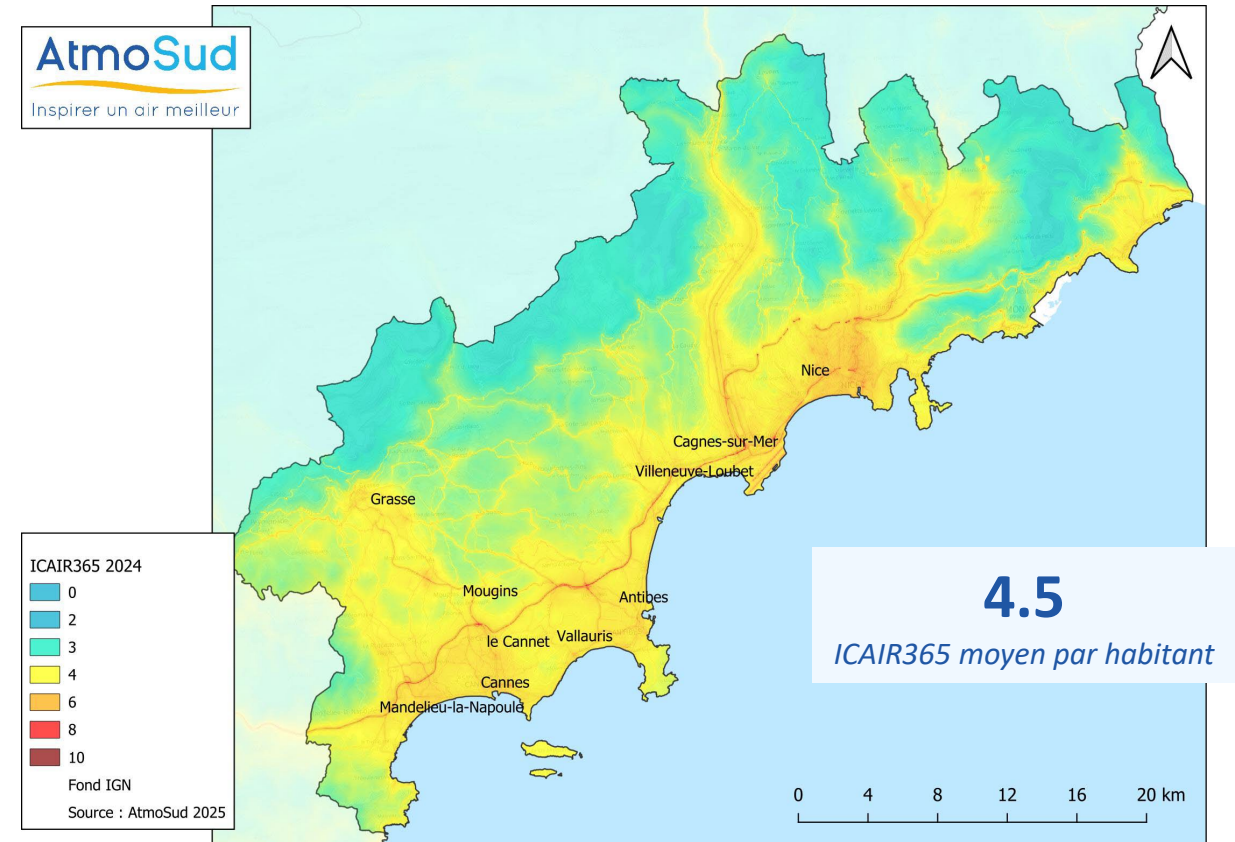 AtmoSud
Inspirer un air meilleur
Nice
Cagnes-sur-Mer
Villeneuve-Loubet
Grasse
Mougins
Antibes
le Cannet
Vallauris
Cannes
Mandelieu-la-Napoule
ICAIR365 2024
0
2
3
4
6
8
10
Fond IGN
Source : AtmoSud 2025
4.5
ICAIR365 moyen par habitant
0 4 8 12 16 20 km